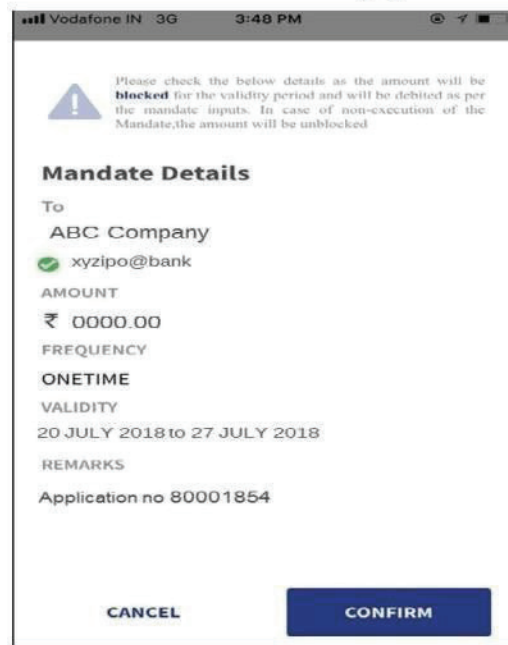 Vodafone IN 3G 3:48 PM
Please check the below details as the amount will be
blocked for the validity period and will be debited as per
the mandate inputs. In case of non-execution of the
Mandate,the amount will be unblocked
Mandate Details
To
ABC Company
xyzipo@bank
AMOUNT
₹ 0000.00
FREQUENCY
ONETIME
VALIDITY
20 JULY 2018 to 27 JULY 2018
REMARKS
Application no 80001854
CANCEL CONFIRM